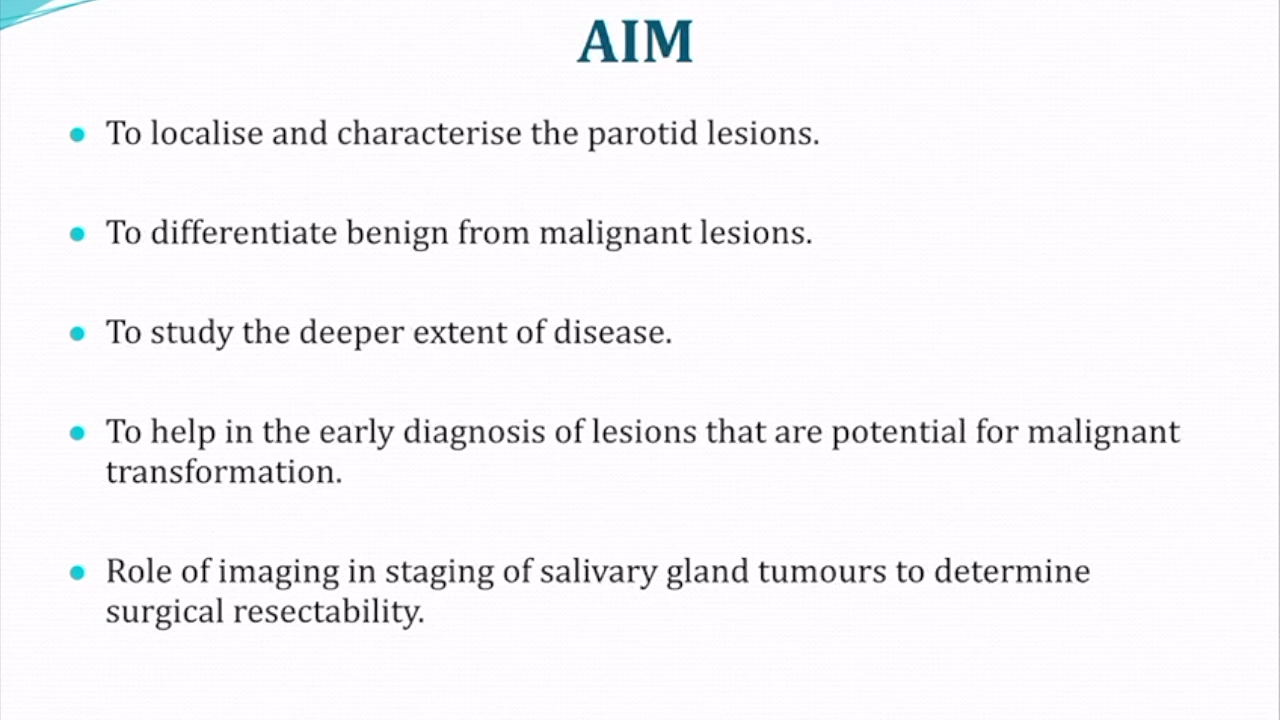 AIM
To localise and characterise the parotid lesions.
To differentiate benign from malignant lesions.
To study the deeper extent of disease.
To help in the early diagnosis of lesions that are potential for malignant
transformation.
Role of imaging in staging of salivary gland tumours to determine
surgical resectability.